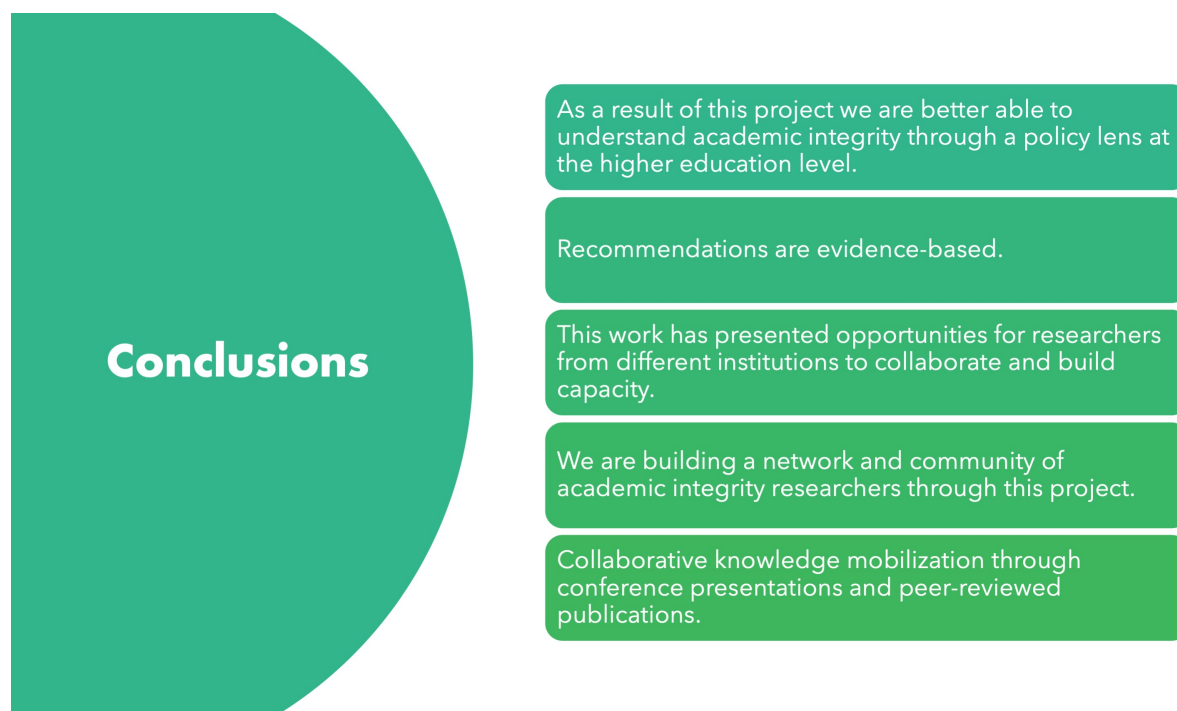 Conclusions
As a result of this project we are better able to
understand academic integrity through a policy lens at
the higher education level.
Recommendations are evidence-based.
This work has presented opportunities for researchers
from different institutions to collaborate and build
capacity.
We are building a network and community of
academic integrity researchers through this project.
Collaborative knowledge mobilization through
conference presentations and peer-reviewed
publications.